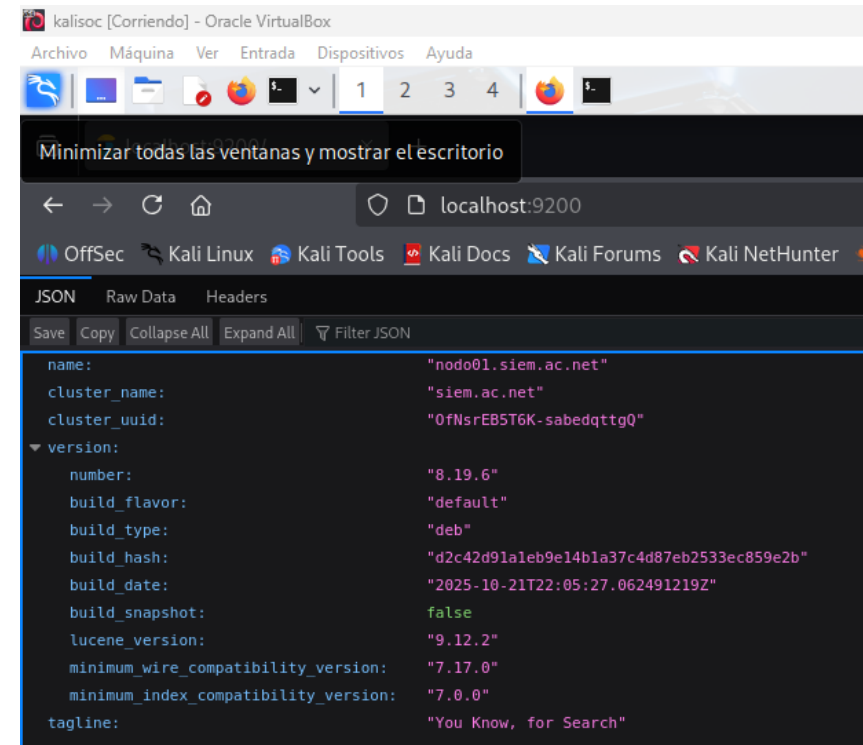 kalisoc [Corriendo] - Oracle VirtualBox
Archivo Máquina Ver Entrada Dispositivos Ayuda
1 2 3 4
Minimizar todas las ventanas y mostrar el escritorio
localhost:9200
OffSec Kali Linux Kali Tools Kali Docs Kali Forums Kali NetHunter
JSON Raw Data Headers
Save Copy Collapse All Expand All Filter JSON
name: "nodo01.siem.ac.net"
cluster_name: "siem.ac.net"
cluster_uuid: "OfNsrEB5T6K-sabedqttgQ"
version:
number: "8.19.6"
build_flavor: "default"
build_type: "deb"
build_hash: "d2c42d91a1eb9e14b1a37c4d87eb2533ec859e2b"
build_date: "2025-10-21T22:05:27.062491219Z"
build_snapshot: false
lucene_version: "9.12.2"
minimum_wire_compatibility_version: "7.17.0"
minimum_index_compatibility_version: "7.0.0"
tagline: "You Know, for Search"